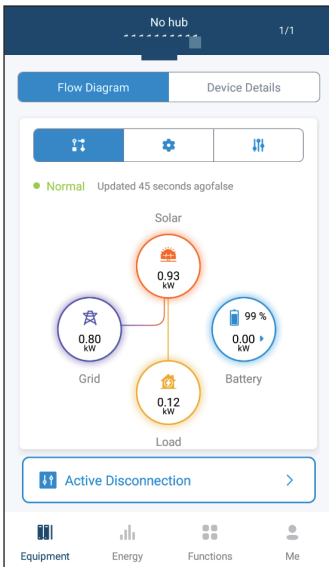 No hub
1/1
Flow Diagram
Device Details
Normal Updated 45 seconds agofalse
Solar
0.93
kW
0.80
kW
99 %
0.00
kW
Grid
Battery
0.12
kW
Load
Active Disconnection
Equipment
Energy
Functions
Me